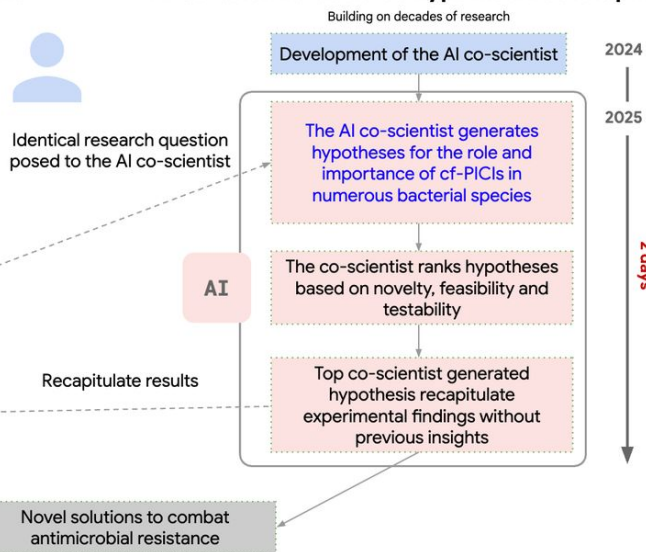 Building on decades of research
Development of the AI co-scientist
2024
2025
Identical research question
posed to the AI co-scientist
The AI co-scientist generates
hypotheses for the role and
importance of cf-PICIs in
numerous bacterial species
2 days
AI
The co-scientist ranks hypotheses
based on novelty, feasibility and
testability
Recapitulate results
Top co-scientist generated
hypothesis recapitulate
experimental findings without
previous insights
Novel solutions to combat
antimicrobial resistance